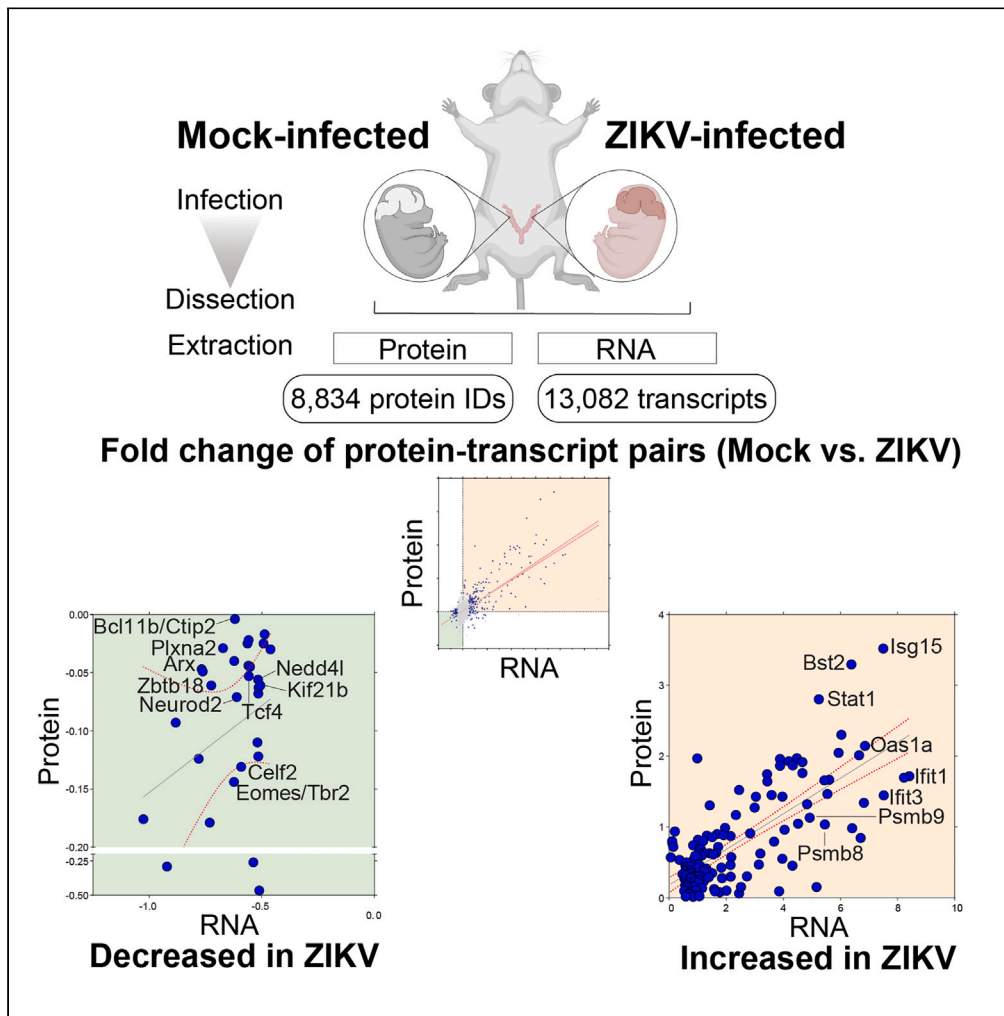 Mock-infected
ZIKV-infected
Infection
Dissection
Extraction
Protein
RNA
8,834 protein IDs
13,082 transcripts
Fold change of protein-transcript pairs (Mock vs. ZIKV)
Protein
RNA
Protein
0.00
-0.05
-0.10
-0.15
-0.20
-0.25
-0.50
Bcl11b/Ctip2
Plxna2
Arx
Zbtb18
Neurod2
Tcf4
Nedd4l
Kif21b
Celf2
Eomes/Tbr2
-1.0
-0.5
0.0
RNA
Decreased in ZIKV
Protein
4
3
2
1
0
Isg15
Bst2
Stat1
Oas1a
Ifit1
Ifit3
Psmb9
Psmb8
0
2
4
6
8
10
RNA
Increased in ZIKV